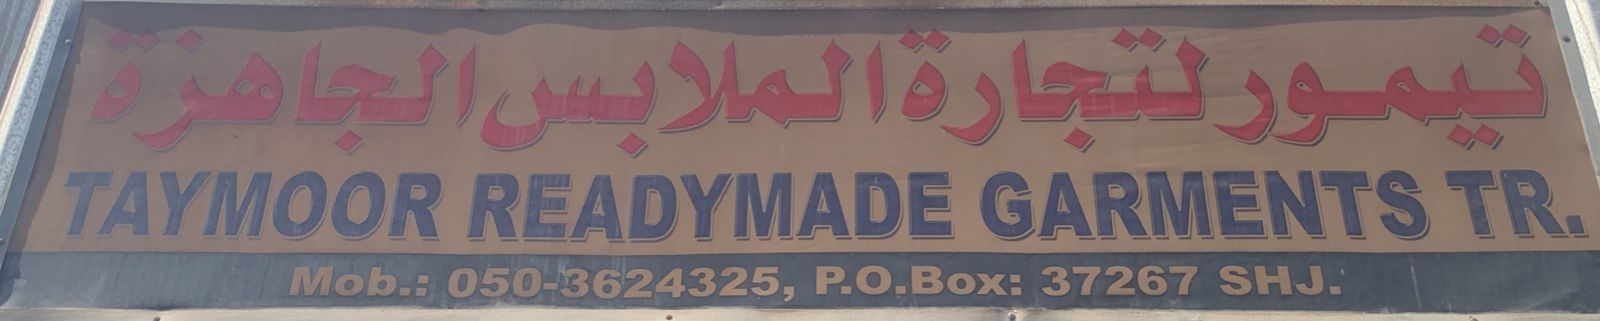 تيمور لتجارة الملابس الجاهزة
TAYMOOR READYMADE GARMENTS TR.
Mob.: 050-3624325, P.O.Box: 37267 SHJ.